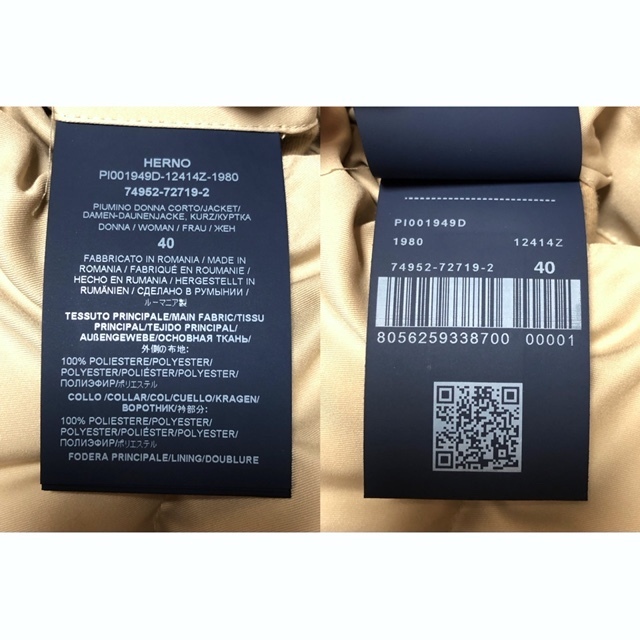 HERNO
PI001949D-12414Z-1980
74952-72719-2
PIUMINO DONNA CORTO/JACKET/
DAMEN-DAUNENJACKE, KURZ/КУРТКА
DONNA / WOMAN / FRAU / ЖЕН
40
FABBRICATO IN ROMANIA / MADE IN
ROMANIA / FABRIQUÉ EN ROUMANIE /
HECHO EN RUMANIA / HERGESTELLT IN
RUMÄNIEN / СДЕЛАНО В РУМЫНИИ /
ルーマニア製
TESSUTO PRINCIPALE/MAIN FABRIC/TISSU
PRINCIPAL/TEJIDO PRINCIPAL/
AUßENGEWEBE/ОСНОВНАЯ ТКАНЬ/
外側の布地:
100% POLIESTERE/POLYESTER/
POLYESTER/POLIÉSTER/POLYESTER/
ПОЛИЭФИР/ポリエステル
COLLO /COLLAR/COL/CUELLO/KRAGEN/
ВОРОТНИК/衿部分:
100% POLIESTERE/POLYESTER/
POLYESTER/POLIÉSTER/POLYESTER/
ПОЛИЭФИР/ポリエステル
FODERA PRINCIPALE/LINING/DOUBLURE
PI001949D
1980 12414Z
74952-72719-2 40
8056259338700 00001